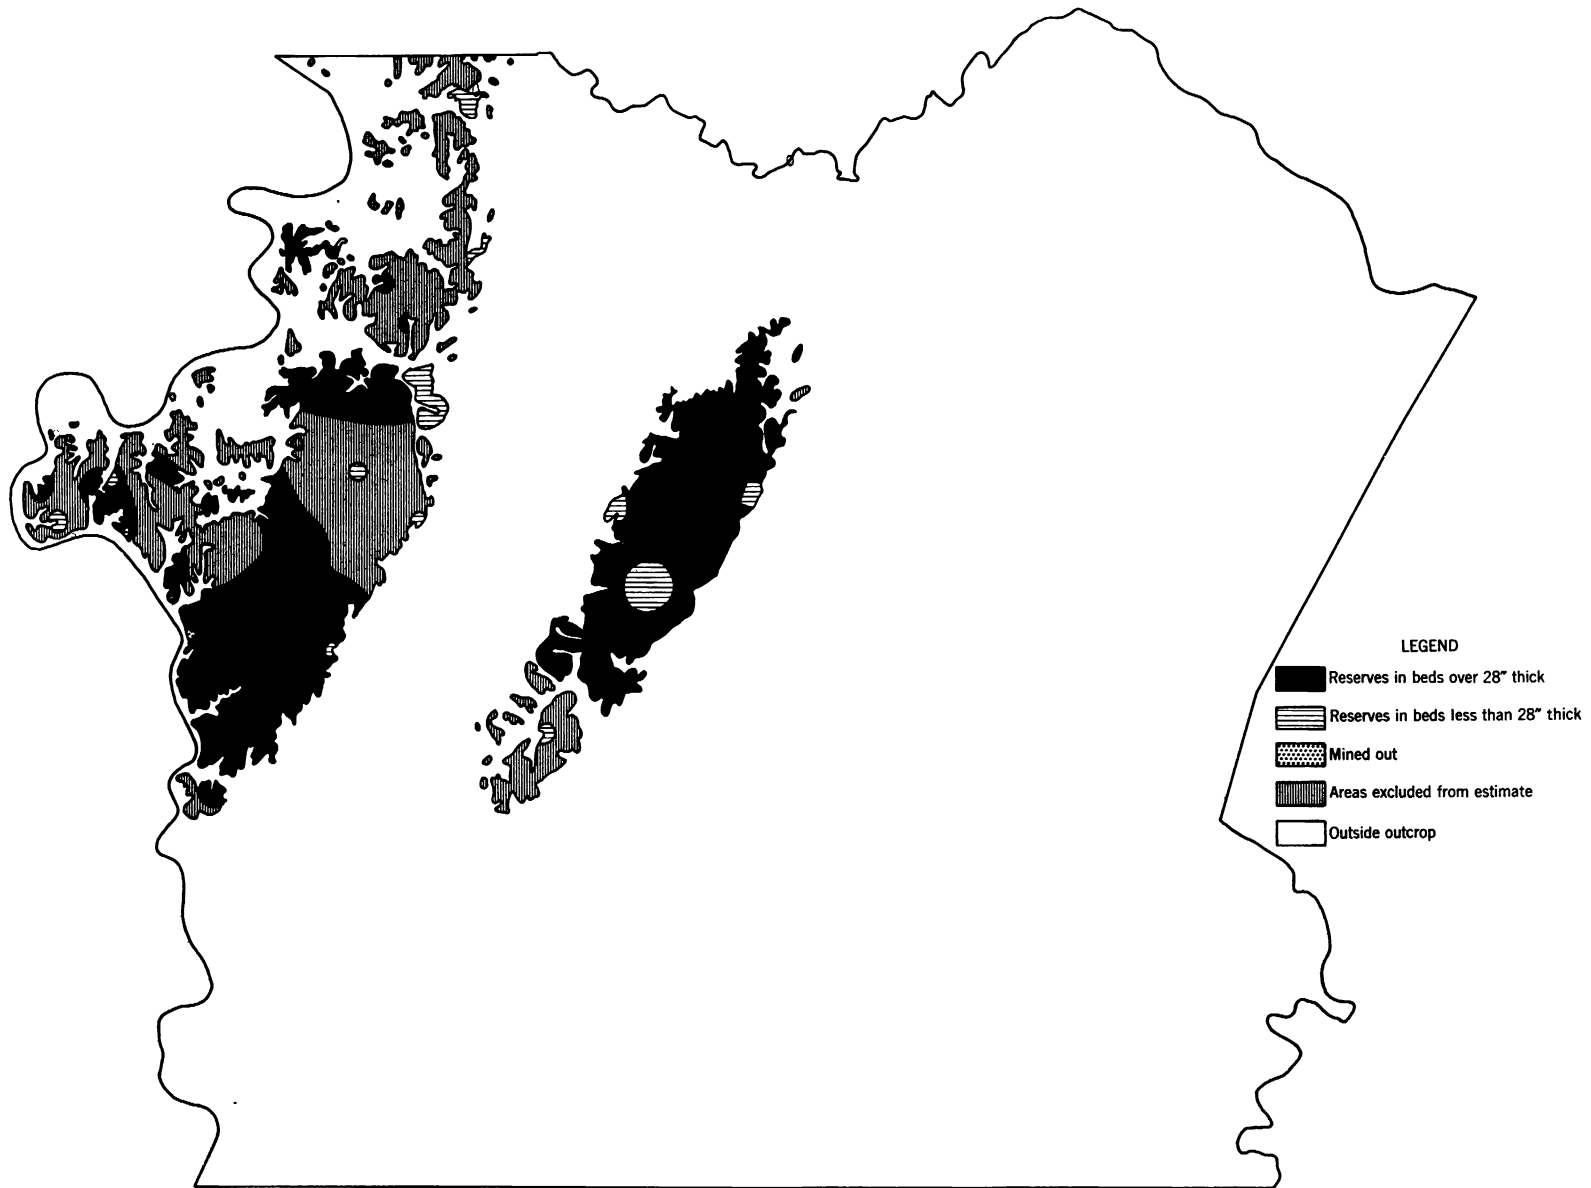 LEGEND
Reserves in beds over 28″ thick
Reserves in beds less than 28″ thick
Mined out
Areas excluded from estimate
Outside outcrop